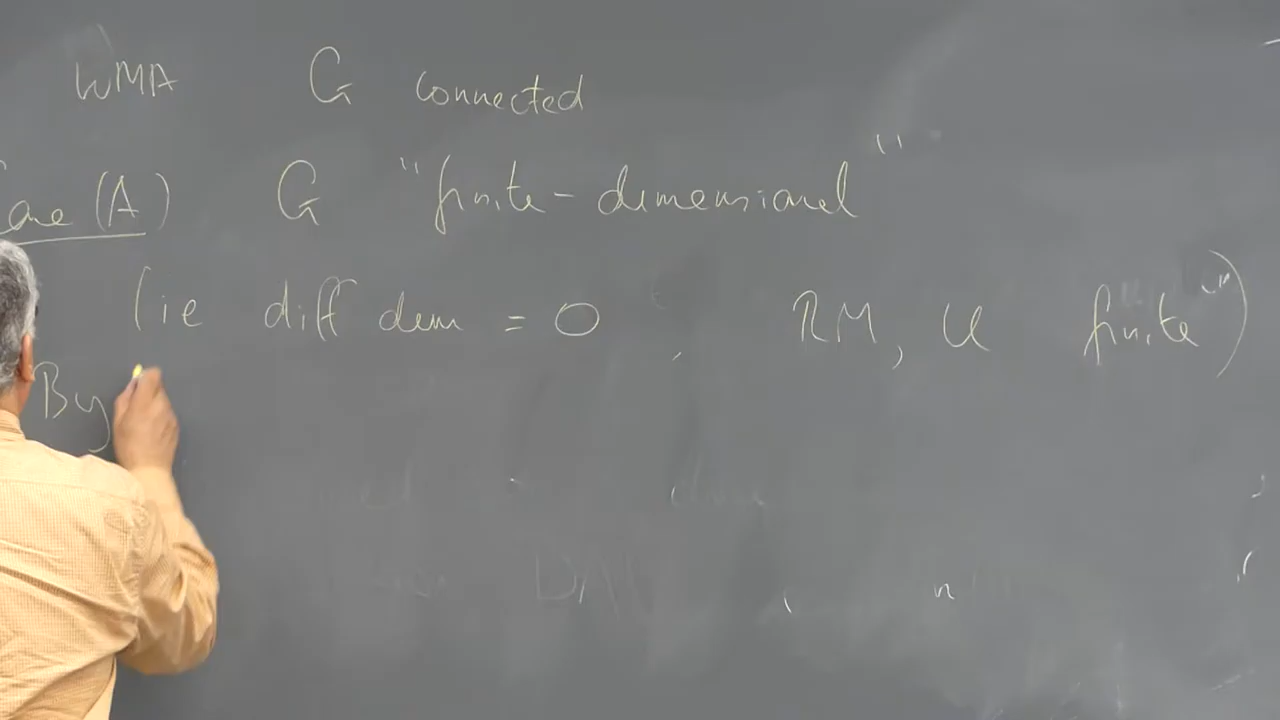 WMA G connected
Case (A) G "finite-dimensional"
(ie diff dim = 0, RM, U finite)
By